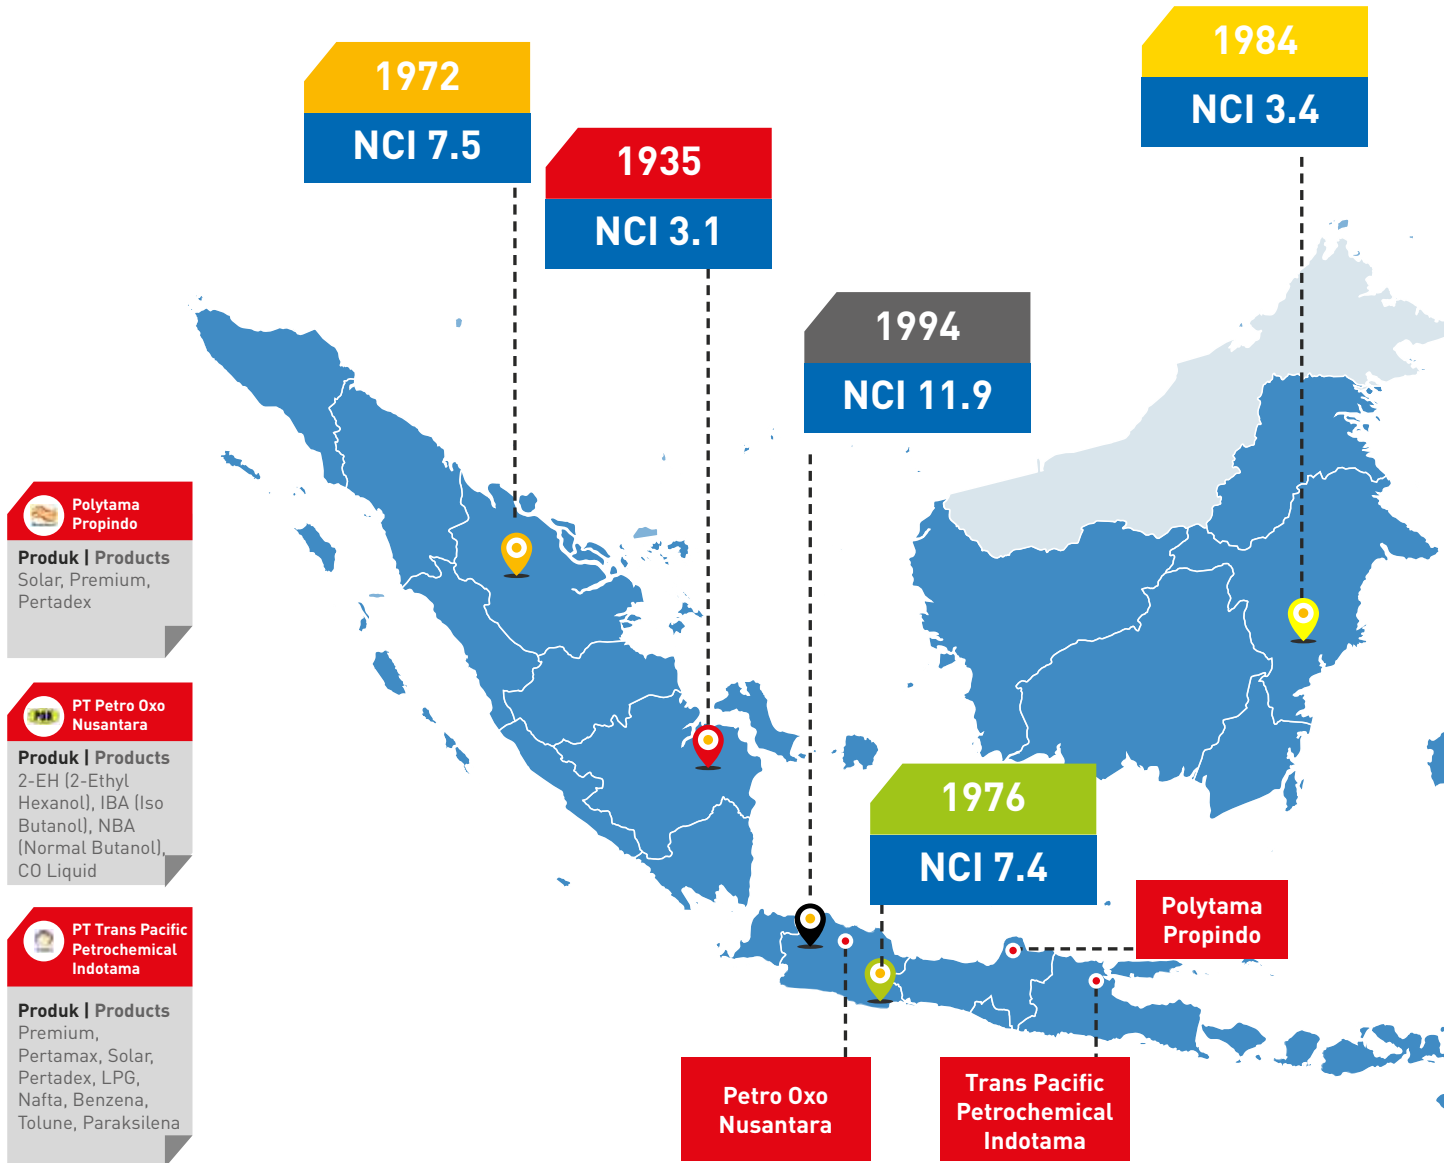 1972
NCI 7.5
1935
NCI 3.1
1984
NCI 3.4
1994
NCI 11.9
1976
NCI 7.4
Polytama
Propindo
Produk | Products
Solar, Premium,
Pertadex
PT Petro Oxo
Nusantara
Produk | Products
2-EH (2-Ethyl
Hexanol), IBA (Iso
Butanol), NBA
(Normal Butanol),
CO Liquid
PT Trans Pacific
Petrochemical
Indotama
Produk | Products
Premium,
Pertamax, Solar,
Pertadex, LPG,
Nafta, Benzena,
Tolune, Paraksilena
Polytama
Propindo
Petro Oxo
Nusantara
Trans Pacific
Petrochemical
Indotama